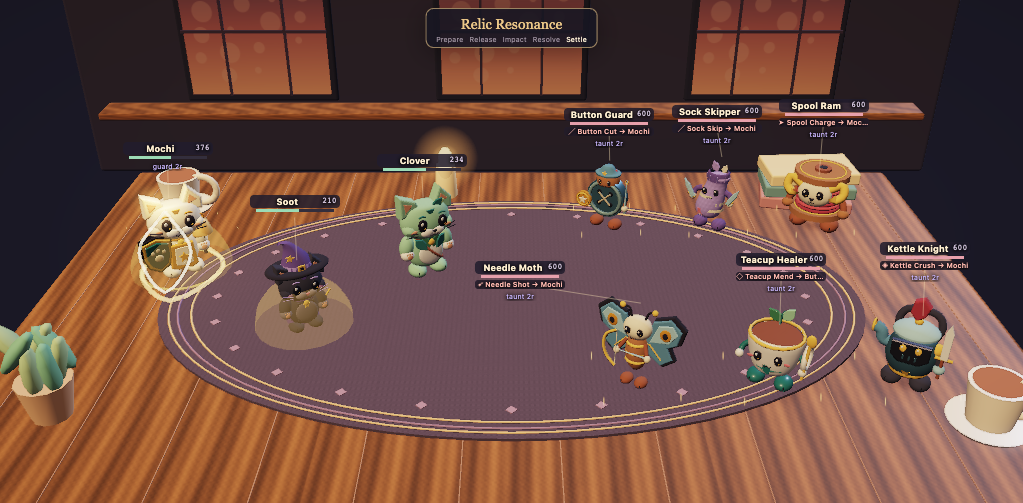 Relic Resonance
Prepare Release Impact Resolve Settle
Mochi 376
guard 2r
Soot 210
Clover 234
Button Guard 600
Button Cut → Mochi
taunt 2r
Sock Skipper 600
Sock Skip → Mochi
taunt 2r
Spool Ram 600
Spool Charge → Moc...
taunt 2r
Needle Moth 600
Needle Shot → Mochi
taunt 2r
Teacup Healer 600
Teacup Mend → But...
taunt 2r
Kettle Knight 600
Kettle Crush → Mochi
taunt 2r